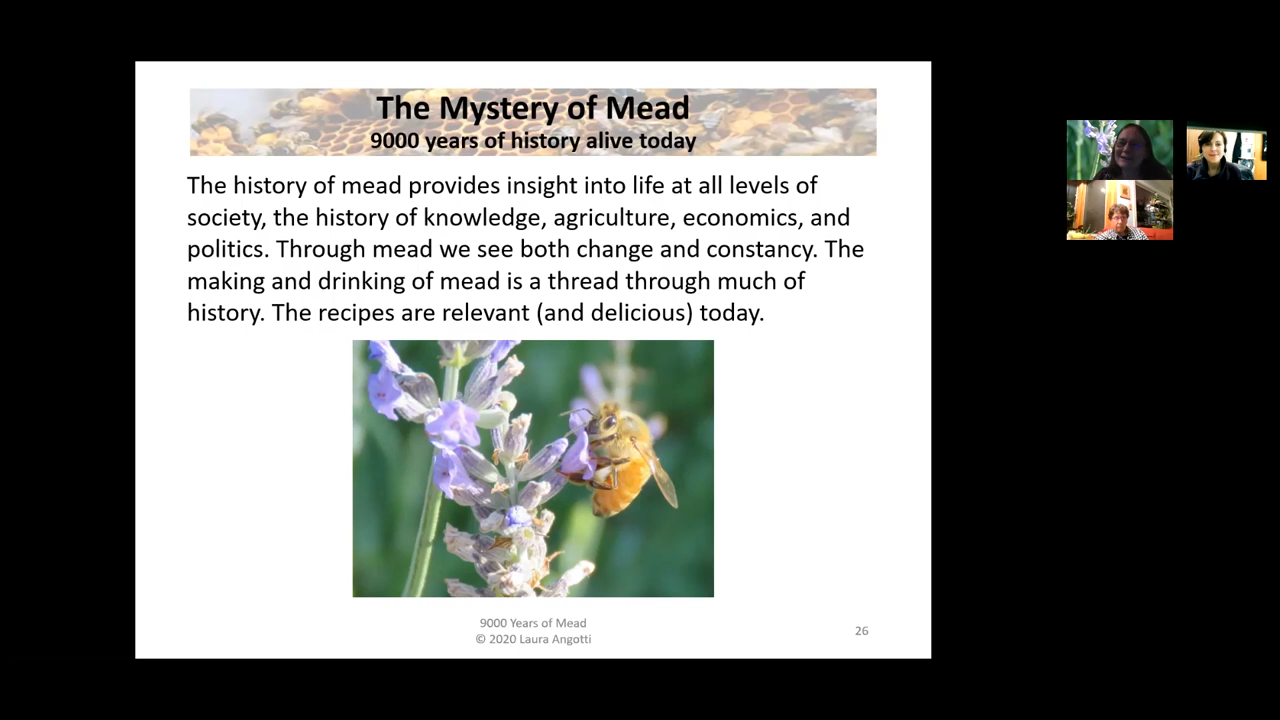 The Mystery of Mead
9000 years of history alive today
The history of mead provides insight into life at all levels of
society, the history of knowledge, agriculture, economics, and
politics. Through mead we see both change and constancy. The
making and drinking of mead is a thread through much of
history. The recipes are relevant (and delicious) today.
9000 Years of Mead
© 2020 Laura Angotti
26